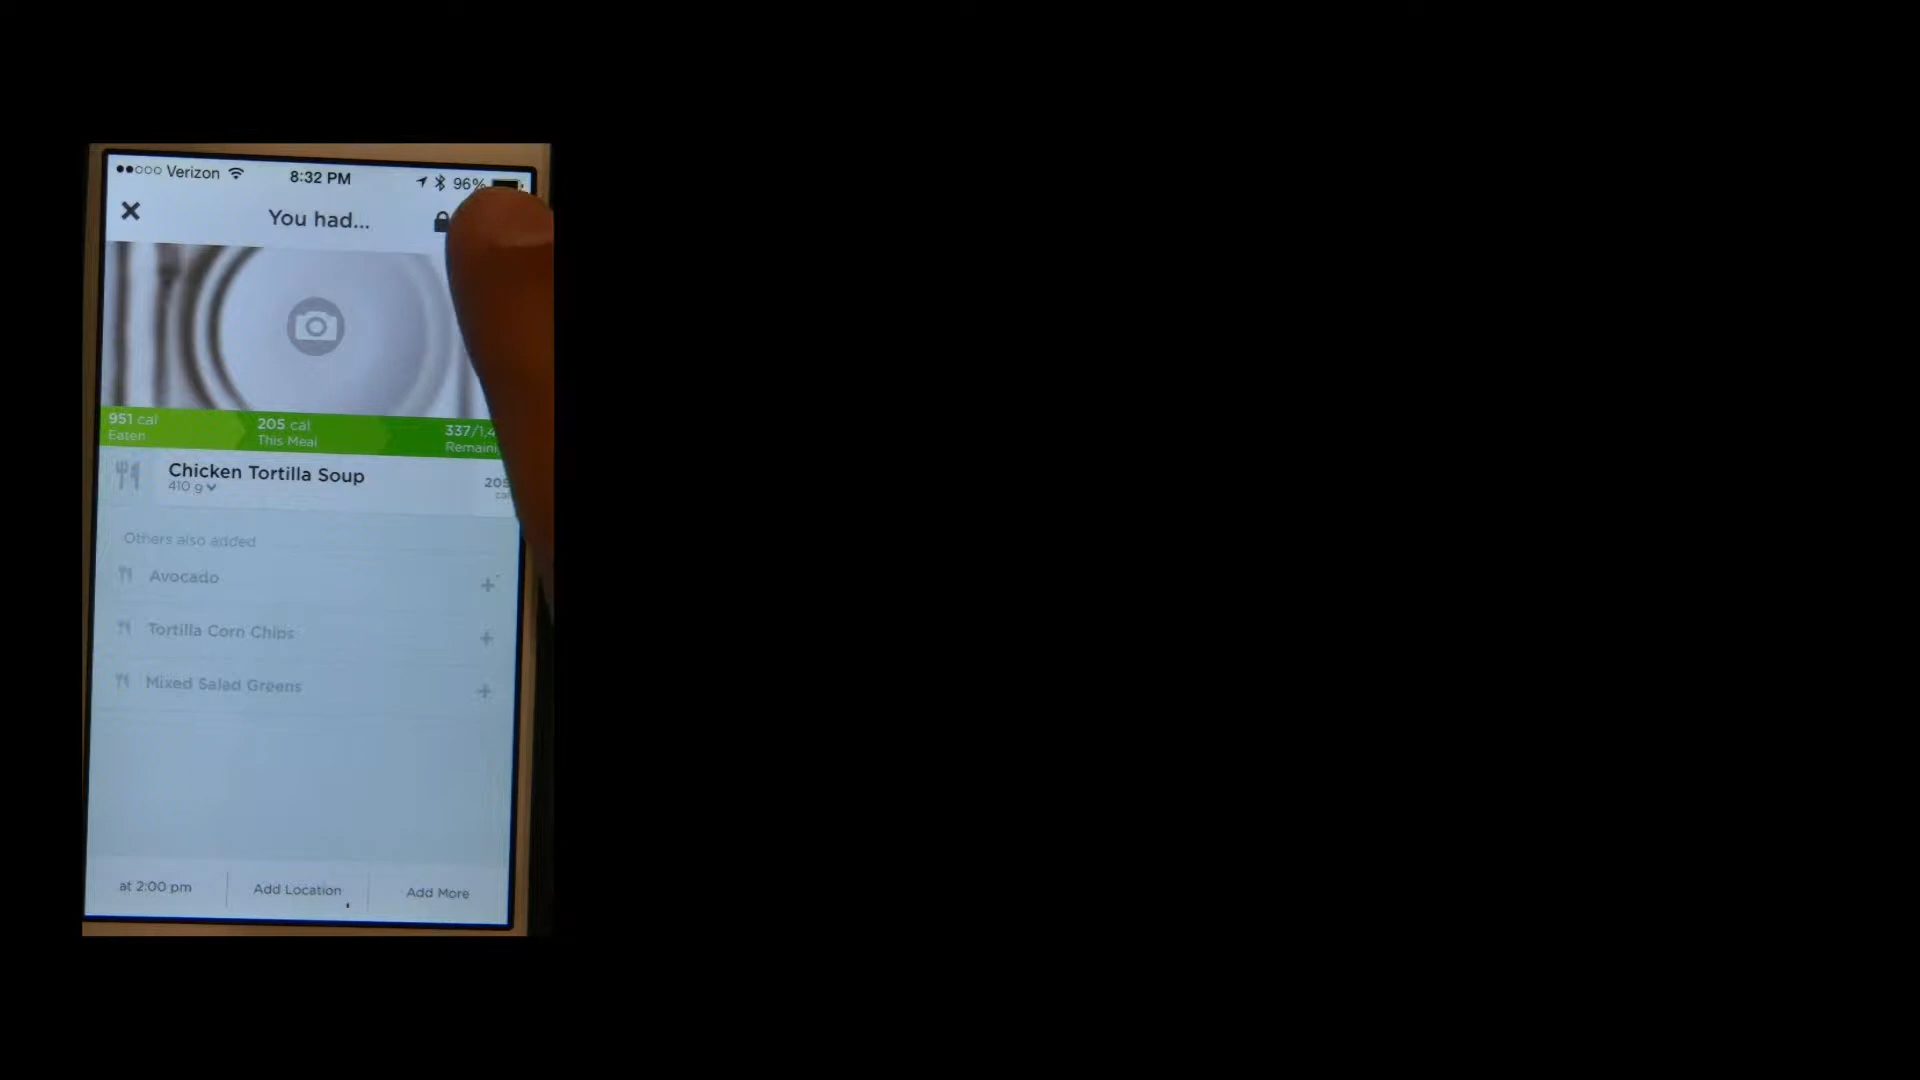 Verizon 8:32 PM 96%
You had...
951 cal 205 cal 337/1,4
Eaten This Meal
Chicken Tortilla Soup
410 g
Others also added
Avocado
Tortilla Corn Chips
Mixed Salad Greens
at 2:00 pm Add Location Add More